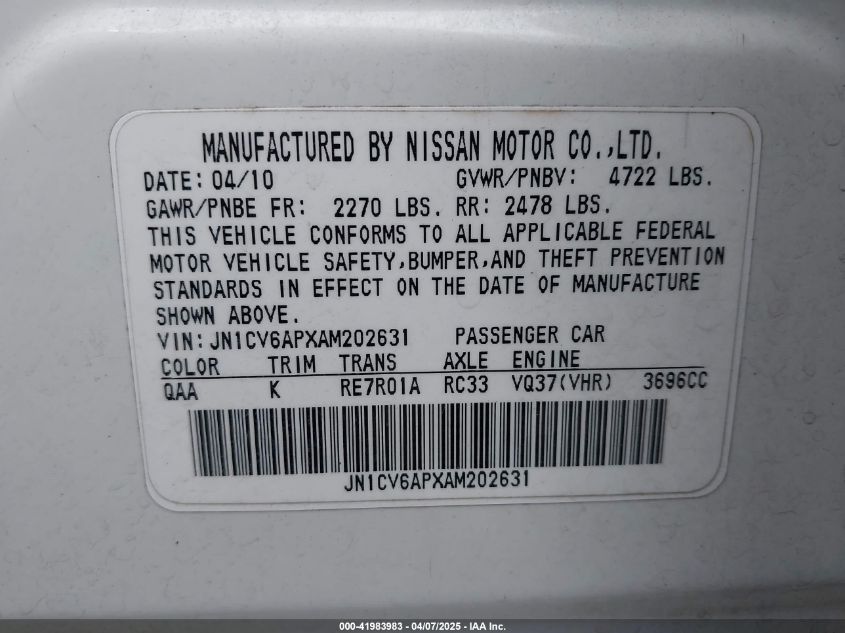 MANUFACTURED BY NISSAN MOTOR CO.,LTD.
DATE: 04/10 GVWR/PNBV: 4722 LBS.
GAWR/PNBE FR: 2270 LBS. RR: 2478 LBS.
THIS VEHICLE CONFORMS TO ALL APPLICABLE FEDERAL
MOTOR VEHICLE SAFETY,BUMPER,AND THEFT PREVENTION
STANDARDS IN EFFECT ON THE DATE OF MANUFACTURE
SHOWN ABOVE.
VIN: JN1CV6APXAM202631 PASSENGER CAR
COLOR TRIM TRANS AXLE ENGINE
QAA K RE7R01A RC33 VQ37(VHR) 3696CC
JN1CV6APXAM202631
000-41983983 - 04/07/2025 - IAA Inc.